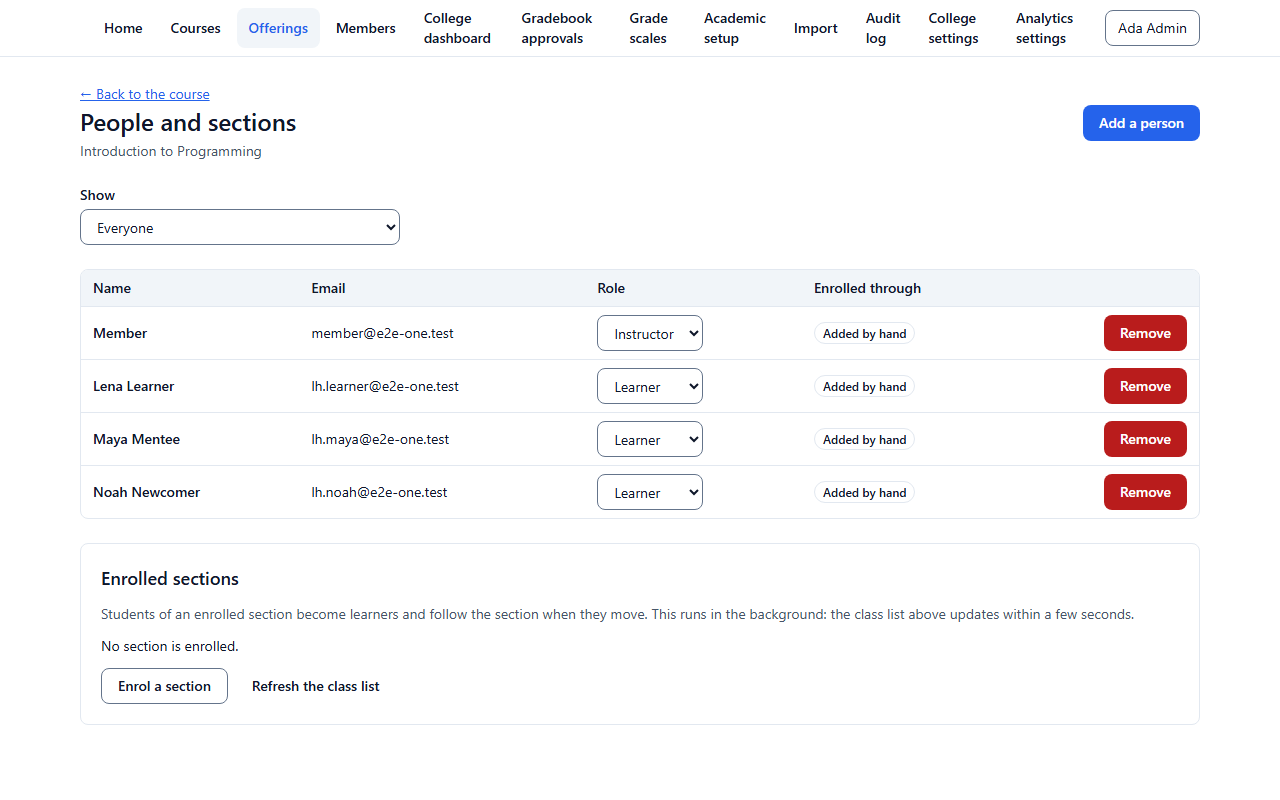 Home
Courses
Offerings
Members
College dashboard
Gradebook approvals
Grade scales
Academic setup
Import
Audit log
College settings
Analytics settings
Ada Admin
← Back to the course
People and sections
Add a person
Introduction to Programming
Show
Everyone
Name Email Role Enrolled through
Member member@e2e-one.test Instructor Added by hand Remove
Lena Learner lh.learner@e2e-one.test Learner Added by hand Remove
Maya Mentee lh.maya@e2e-one.test Learner Added by hand Remove
Noah Newcomer lh.noah@e2e-one.test Learner Added by hand Remove
Enrolled sections
Students of an enrolled section become learners and follow the section when they move. This runs in the background: the class list above updates within a few seconds.
No section is enrolled.
Enrol a section Refresh the class list